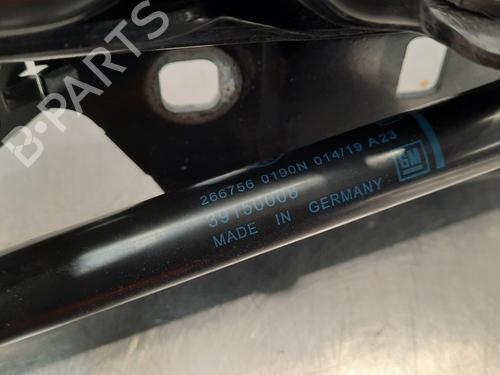 B-Parts
266756 0190N 014/19 A23
39150006
MADE IN GERMANY
GM